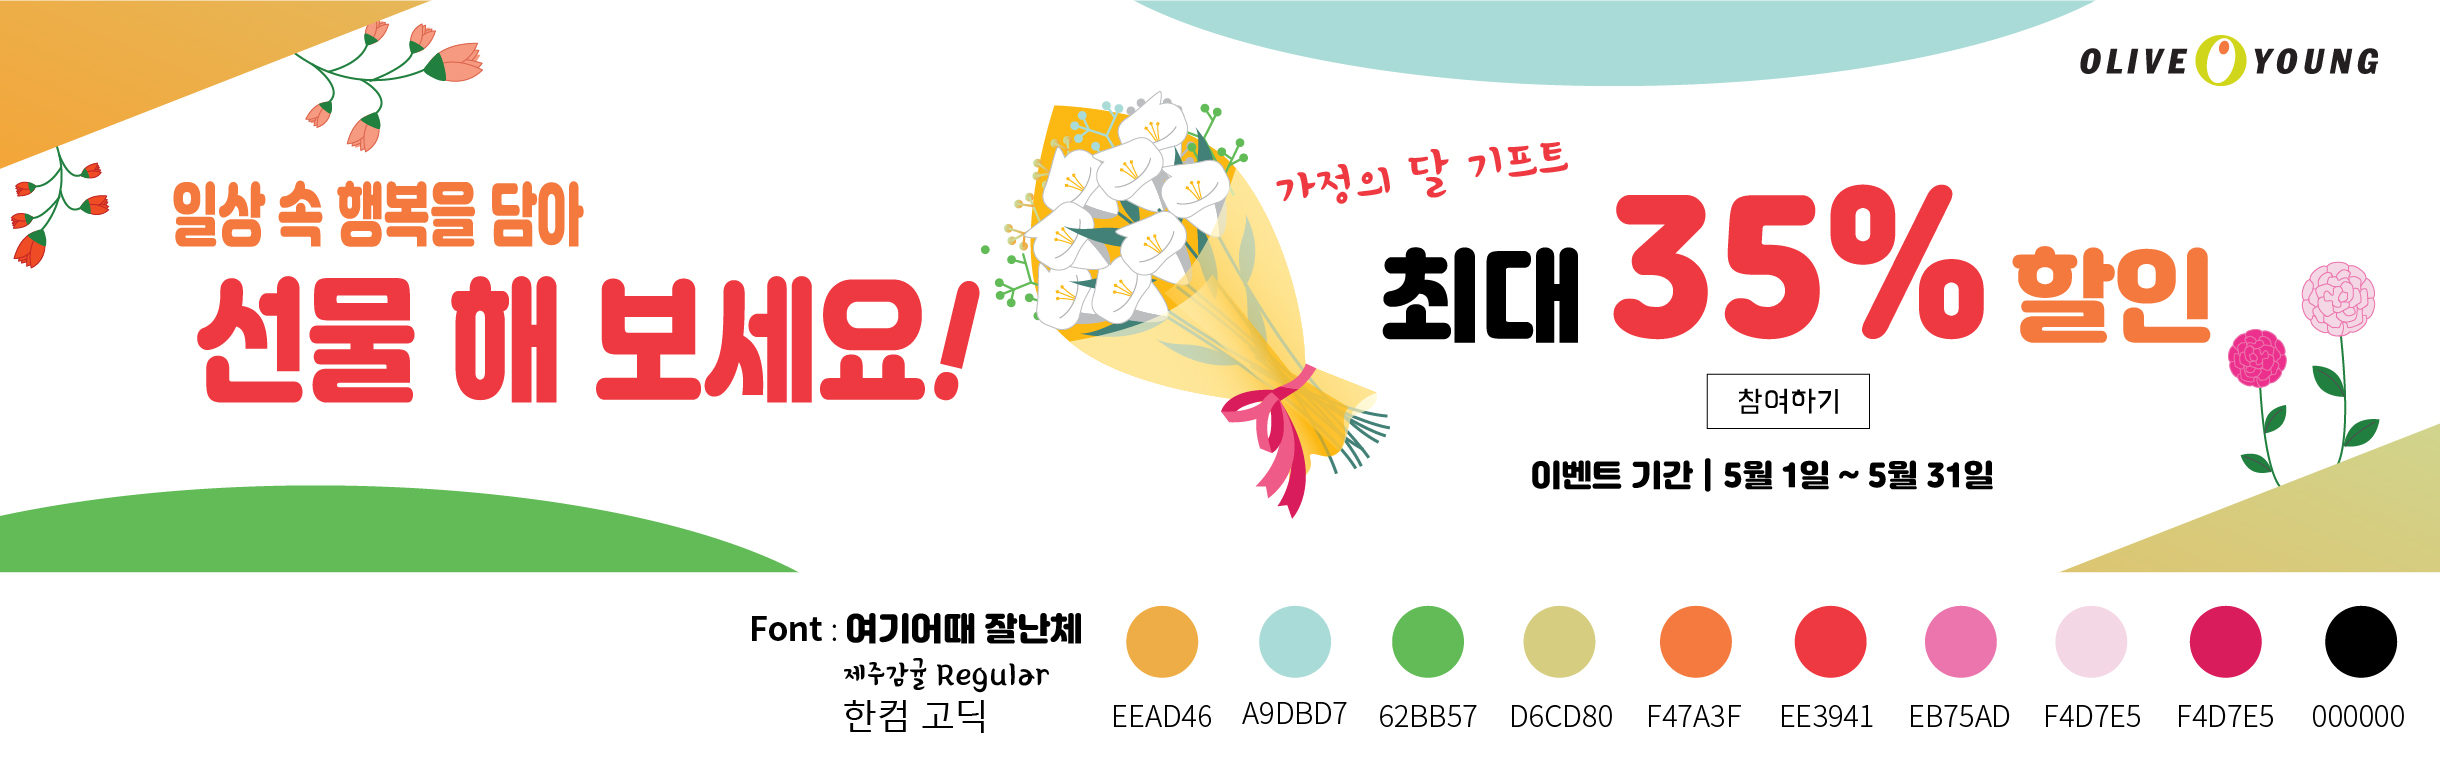 OLIVE YOUNG
일상 속 행복을 담아
선물 해 보세요!
가정의 달 기프트
최대 35% 할인
참여하기
이벤트 기간 | 5월 1일 ~ 5월 31일
Font : 여기어때 잘난체
제주감귤 Regular
한컴 고딕
EEAD46 A9DBD7 62BB57 D6CD80 F47A3F EE3941 EB75AD F4D7E5 F4D7E5 000000